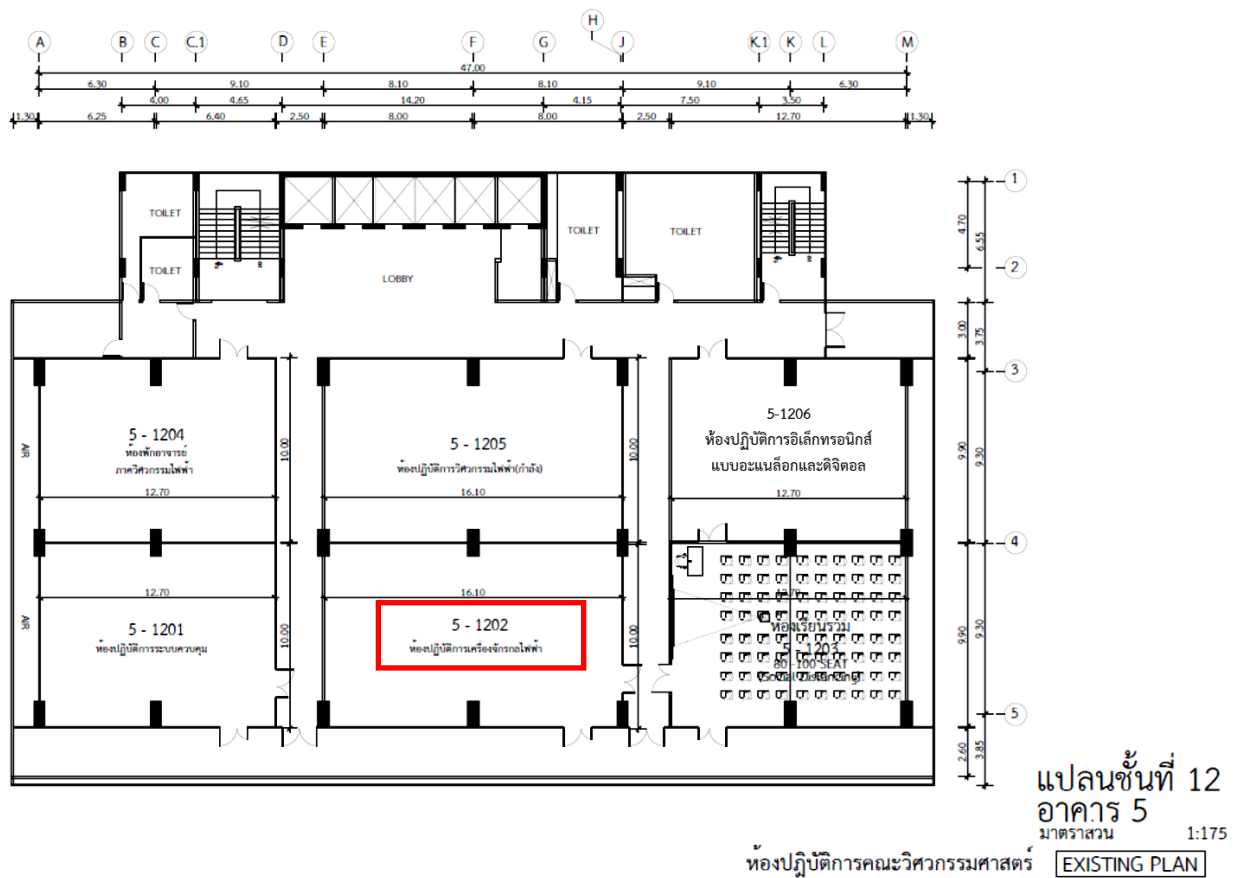 H
A B C C.1 D E F G J K.1 K L M
47.00
6.30 9.10 8.10 8.10 9.10 6.30
4.00 4.65 14.20 4.15 7.50 3.50
1.30 6.25 6.40 2.50 8.00 8.00 2.50 12.70 1.30
1
TOILET
TOILET
TOILET
4.70
6.55
TOILET
LOBBY
2
3.00
3.75
3
5 - 1204
ห้องพักอาจารย์
ภาควิศวกรรมไฟฟ้า
12.70
AIR
10.00
5 - 1205
ห้องปฏิบัติการวิศวกรรมไฟฟ้า(กำลัง)
16.10
10.00
5-1206
ห้องปฏิบัติการอิเล็กทรอนิกส์
แบบอะแนล็อกและดิจิตอล
12.70
9.90
9.30
4
12.70
5 - 1201
ห้องปฏิบัติการระบบควบคุม
AIR
10.00
16.10
5 - 1202
ห้องปฏิบัติการเครื่องจักรกลไฟฟ้า
10.00
12.70
ห้องเรียนรวม
5 - 1203
80 -100 SEAT
(Social Distancing)
9.90
9.30
5
2.60
3.85
แปลนชั้นที่ 12
อาคาร 5
มาตราส่วน 1:175
ห้องปฏิบัติการคณะวิศวกรรมศาสตร์ EXISTING PLAN